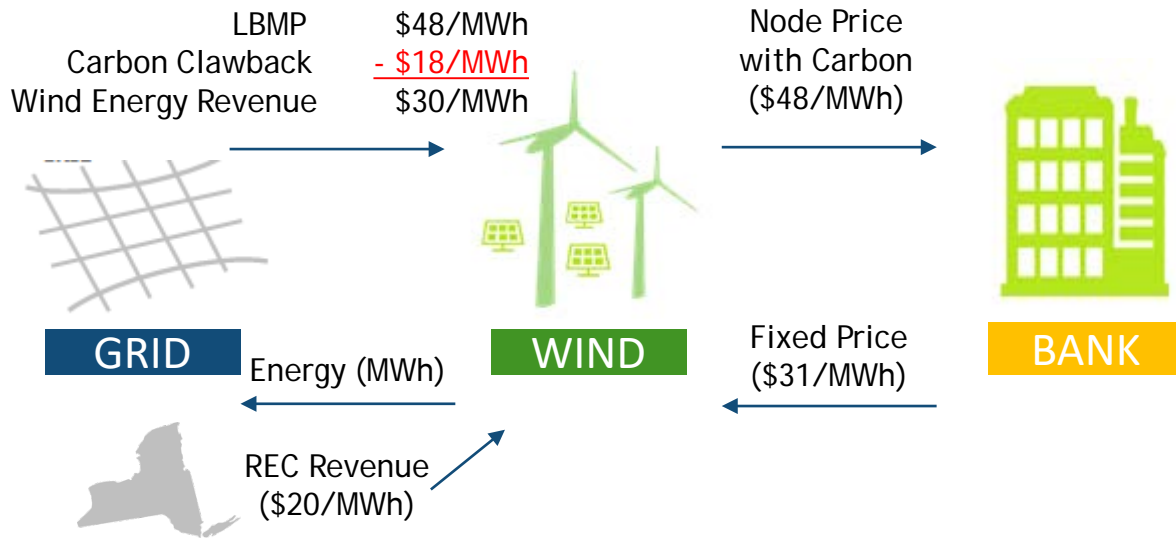 LBMP $48/MWh
Carbon Clawback - $18/MWh
Wind Energy Revenue $30/MWh
Node Price
with Carbon
($48/MWh)
GRID
WIND
BANK
Energy (MWh)
Fixed Price
($31/MWh)
REC Revenue
($20/MWh)